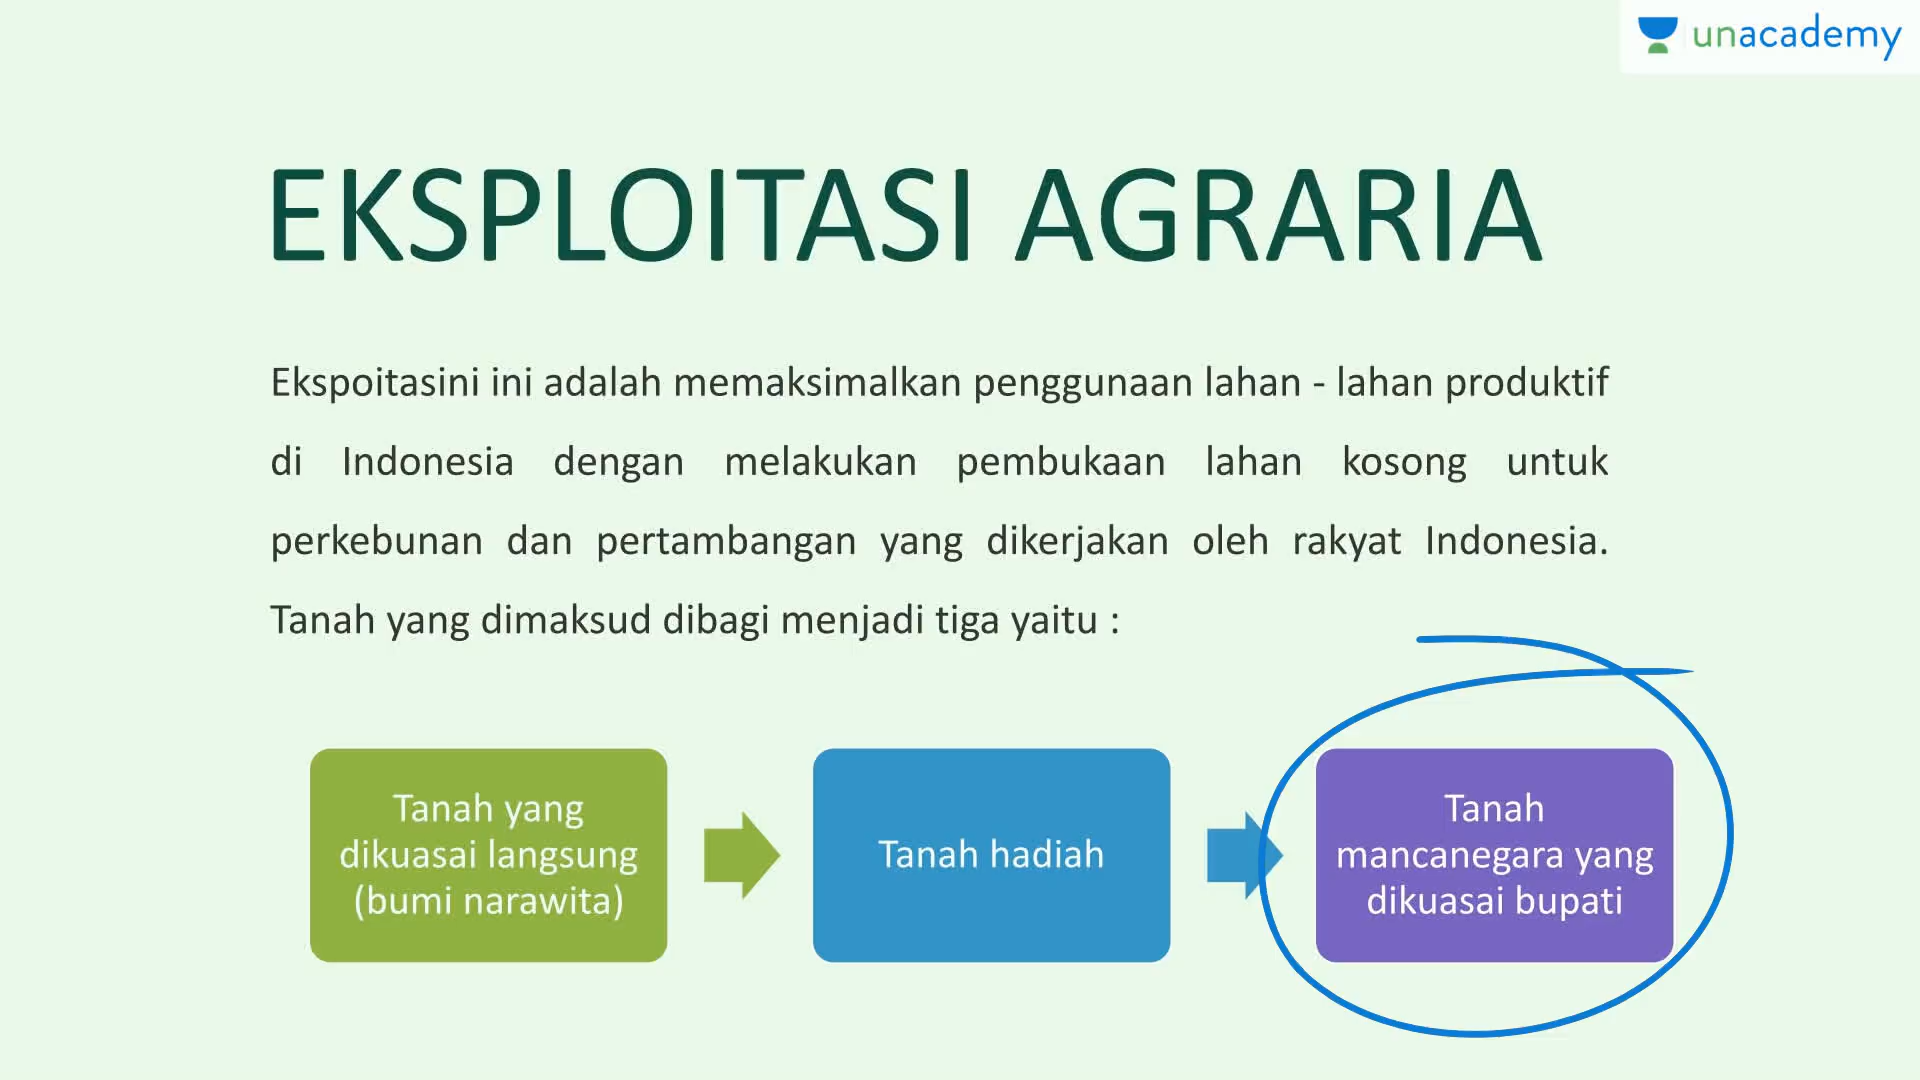 unacademy
EKSPLOITASI AGRARIA
Ekspoitasini ini adalah memaksimalkan penggunaan lahan - lahan produktif
di Indonesia dengan melakukan pembukaan lahan kosong untuk
perkebunan dan pertambangan yang dikerjakan oleh rakyat Indonesia.
Tanah yang dimaksud dibagi menjadi tiga yaitu :
Tanah yang
dikuasai langsung
(bumi narawita)
Tanah hadiah
Tanah
mancanegara yang
dikuasai bupati